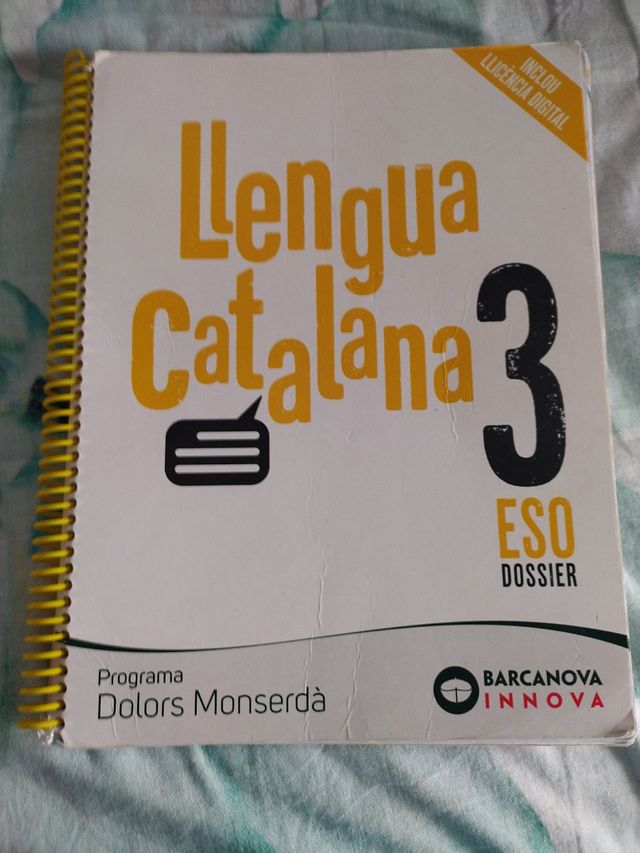 INCLOU
LLICÈNCIA DIGITAL
Llengua
Catalana 3
ESO
DOSSIER
Programa
Dolors Monserdà
BARCANOVA
INNOVA